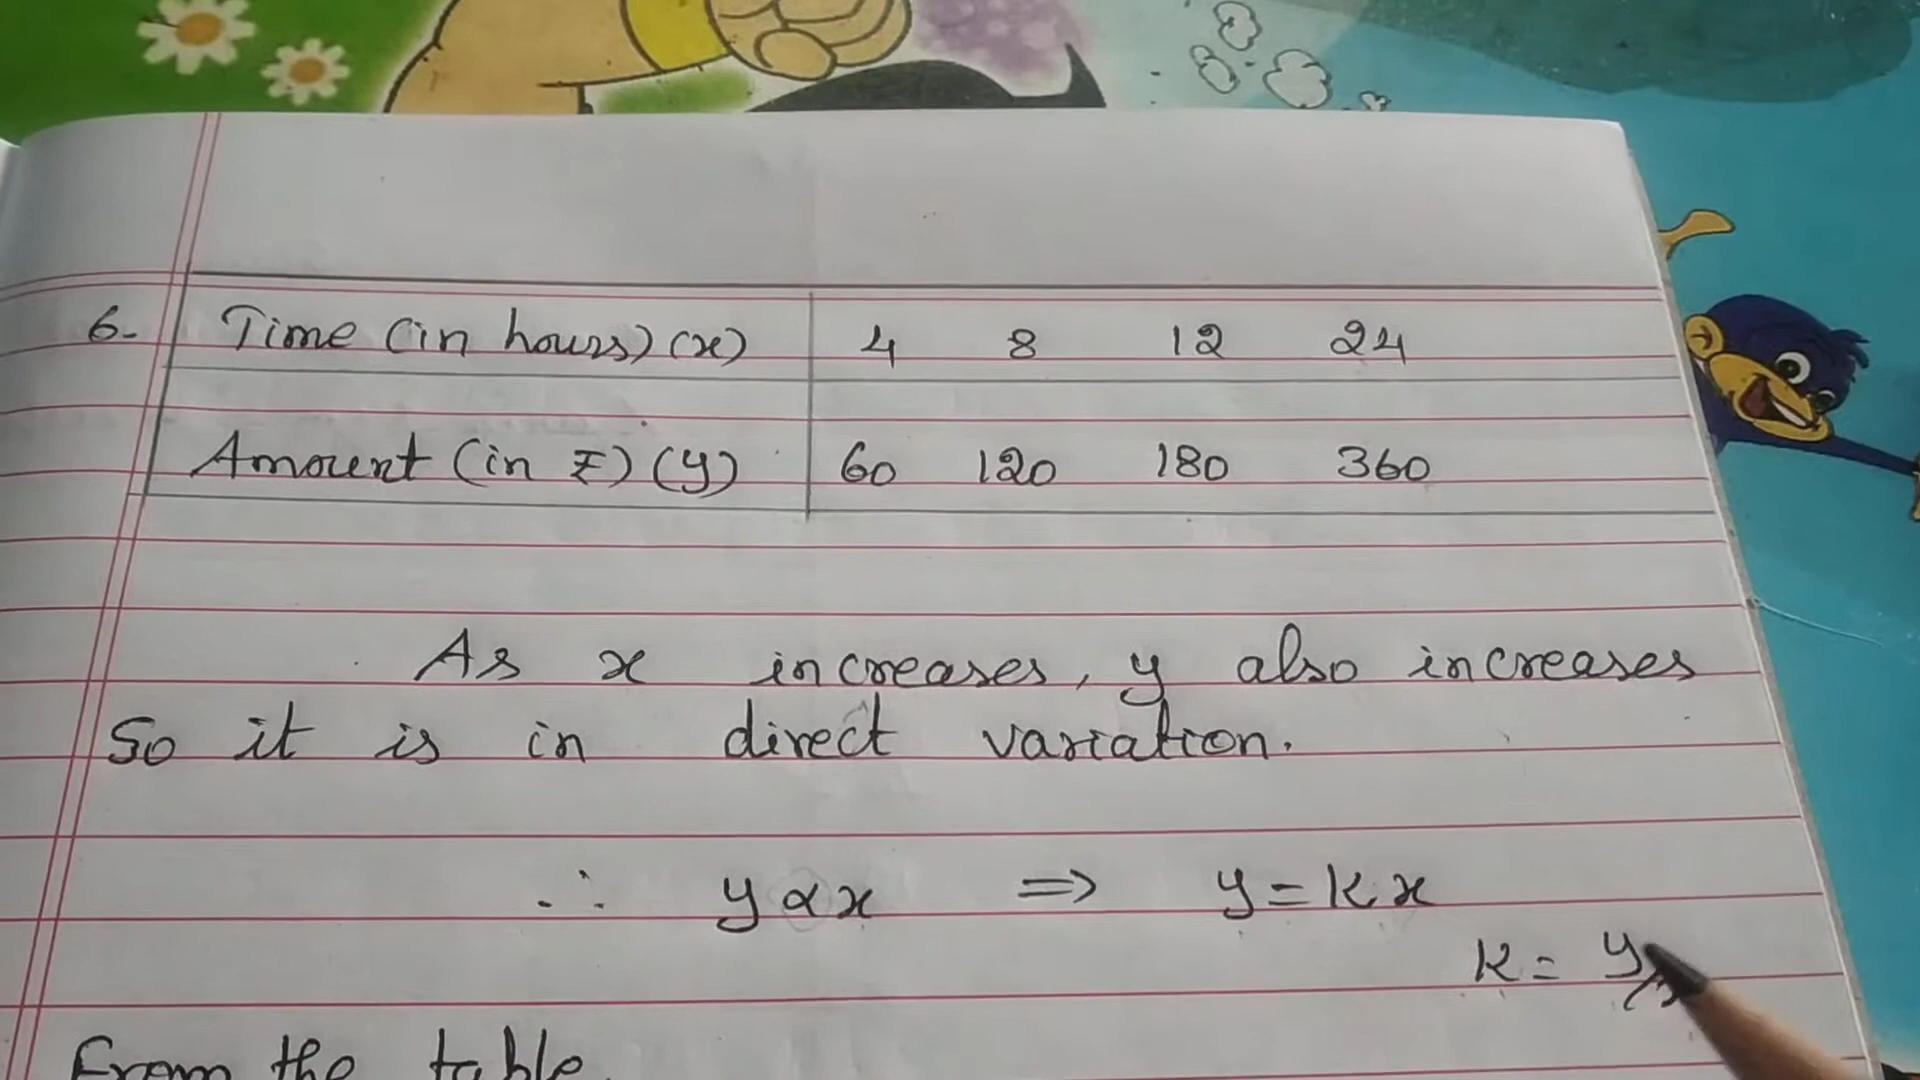 6- Time (in hours) (x) 4 8 12 24
Amount (in ₹) (y) 60 120 180 360
As x increases, y also increases
So it is in direct variation.
∴ y ∝ x ⇒ y = kx
k = y/
From the table